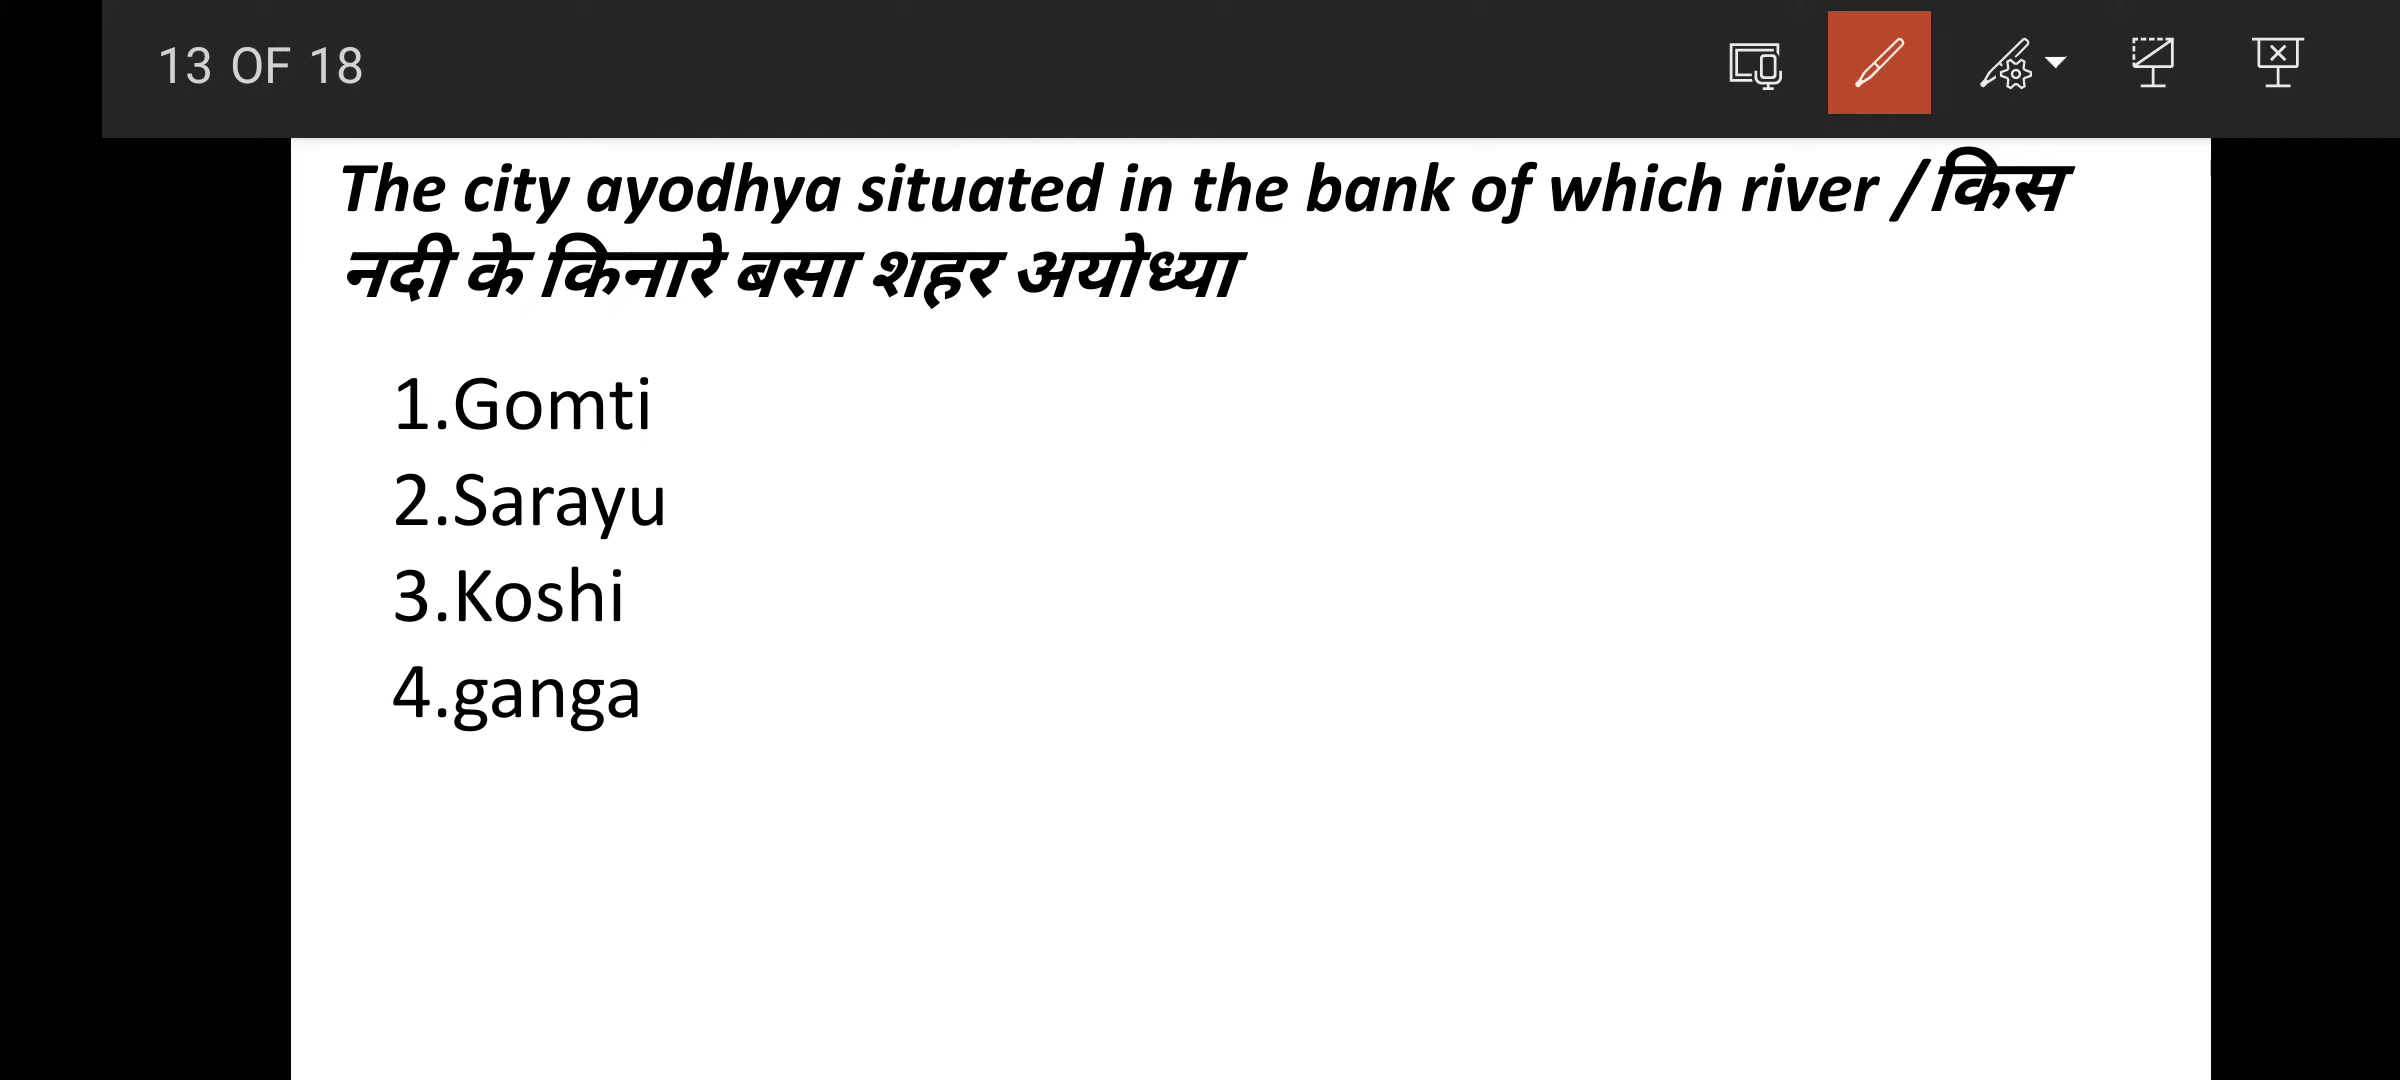 13 OF 18
The city ayodhya situated in the bank of which river /किस
नदी के किनारे बसा शहर अयोध्या
1.Gomti
2.Sarayu
3.Koshi
4.ganga